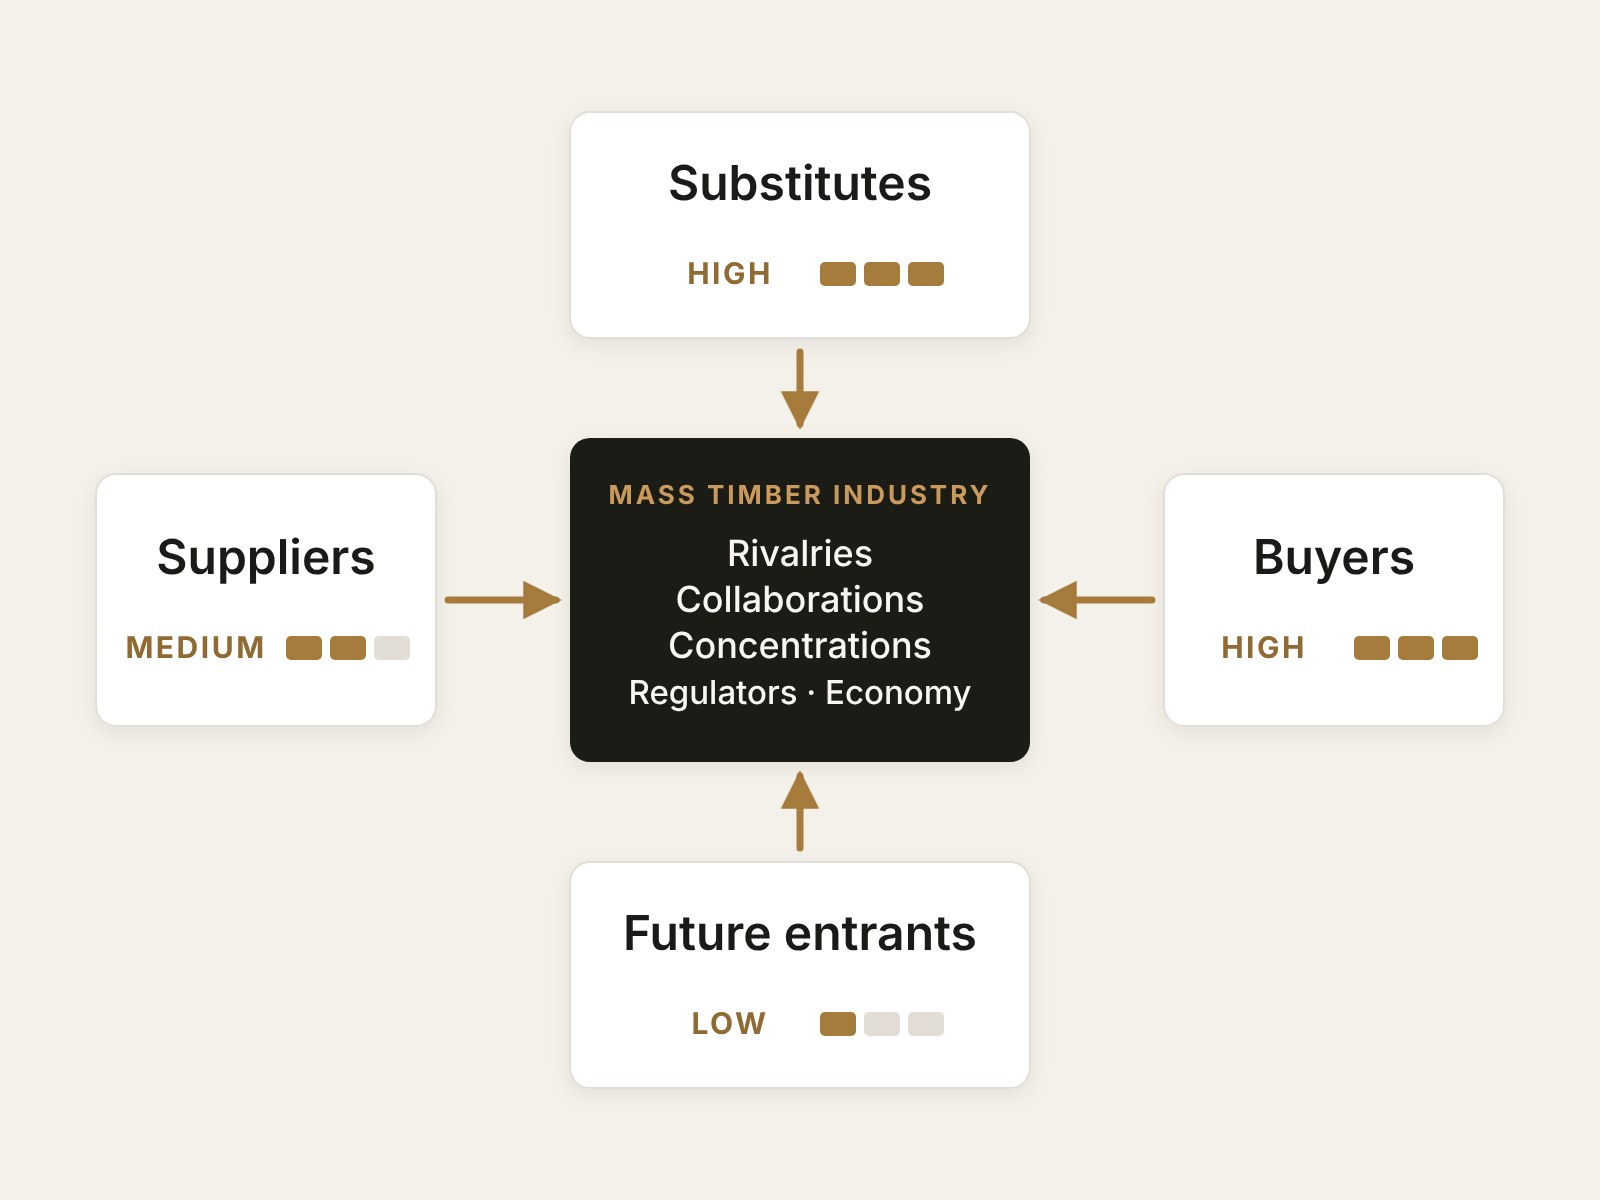 Substitutes
HIGH
Suppliers
MEDIUM
MASS TIMBER INDUSTRY
Rivalries
Collaborations
Concentrations
Regulators · Economy
Buyers
HIGH
Future entrants
LOW